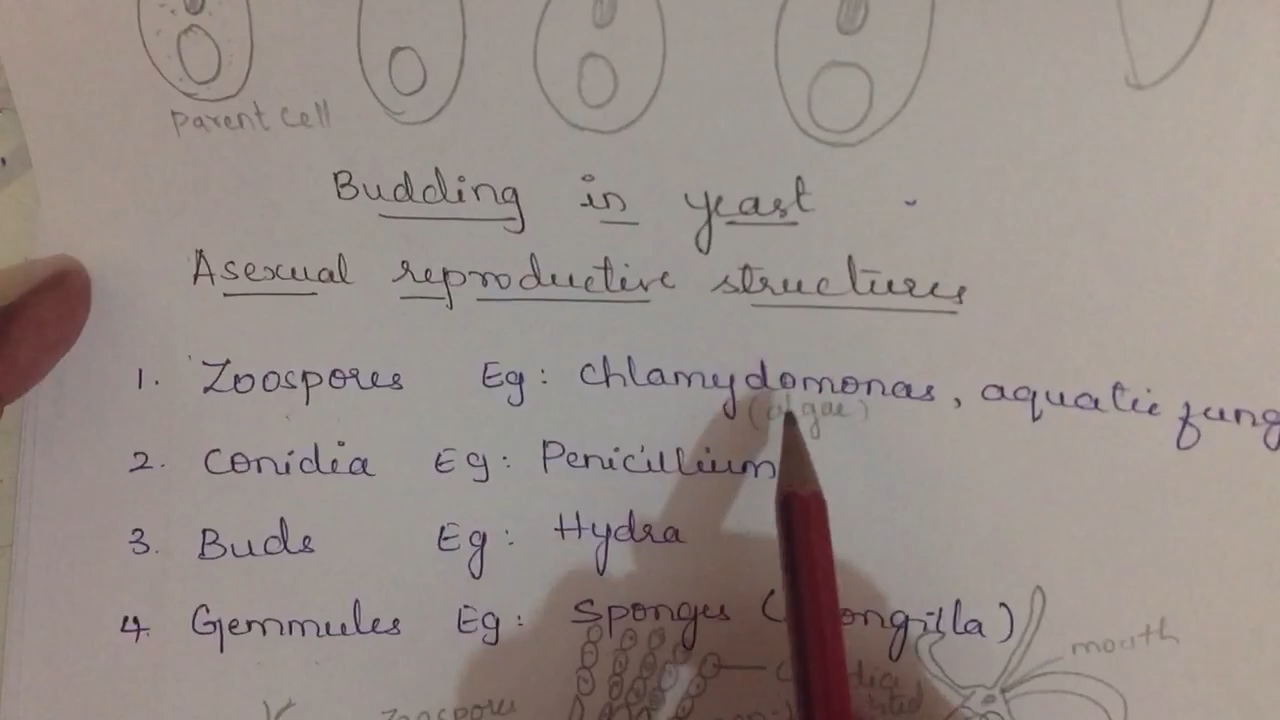 Parent cell
Budding in yeast
Asexual reproductive structures
1. Zoospores Eg: Chlamydomonas, aquatic fung
(algae)
2. Conidia Eg: Penicillium
3. Buds Eg: Hydra
4. Gemmules Eg: Sponges ( ongilla)
mouth
zoospore